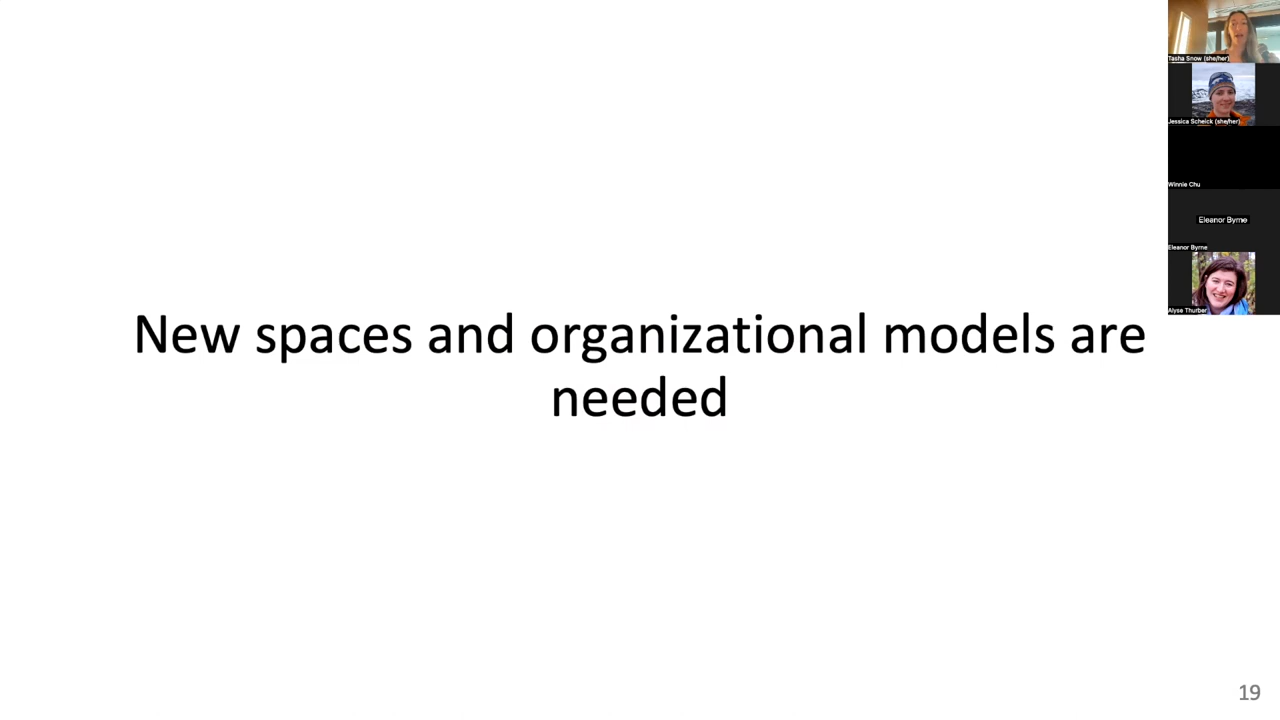 Tasha Snow (she/her)
Jessica Scheick (she/her)
Winnie Chu
Eleanor Byrne
Eleanor Byrne
Alyse Thurber
New spaces and organizational models are
needed
19